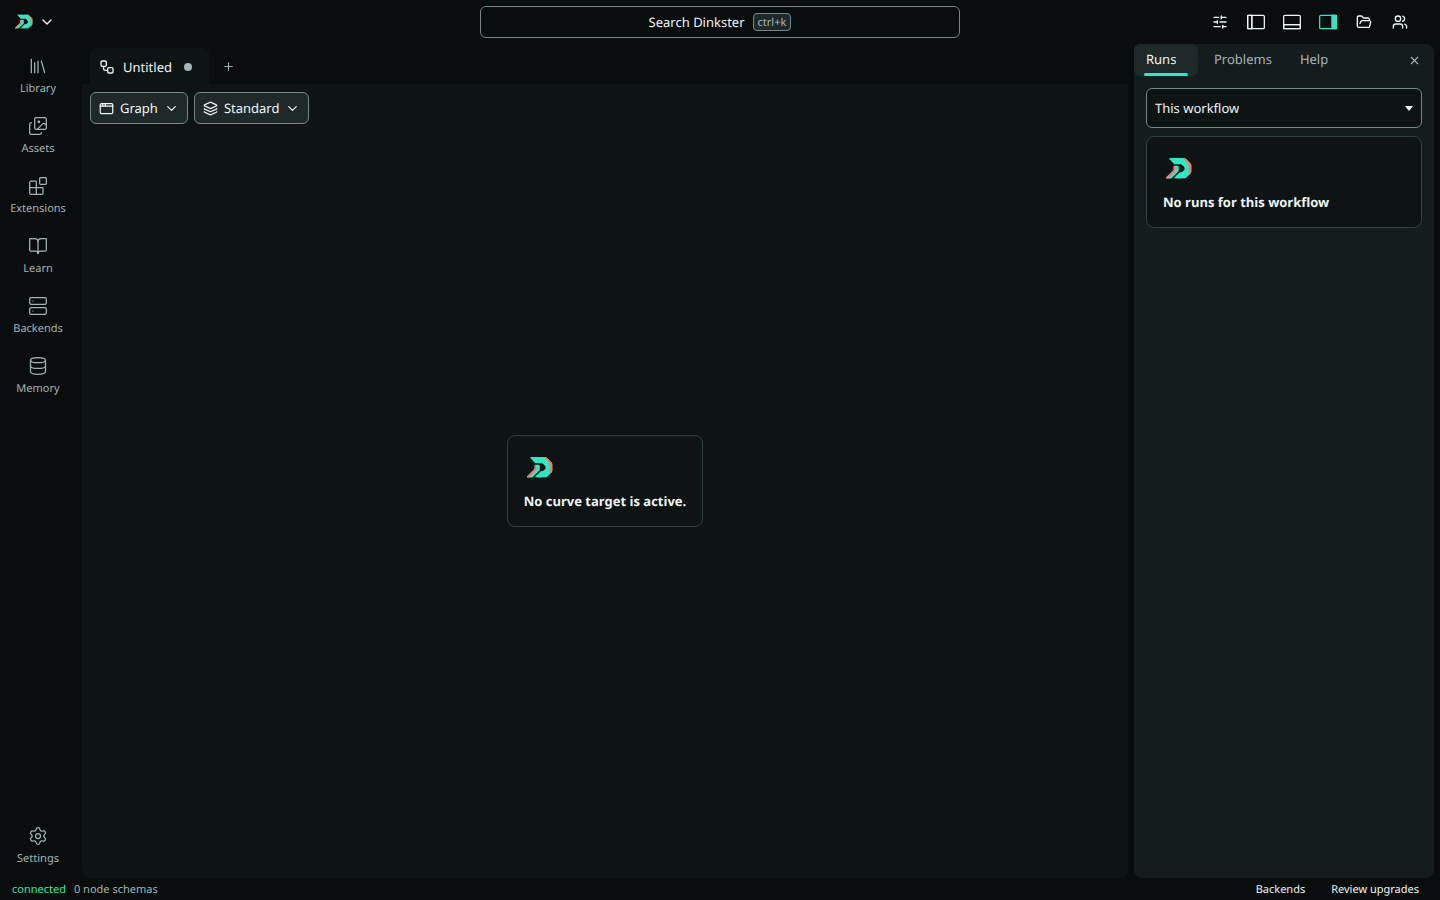 Search Dinkster ctrl+k
Library
Assets
Extensions
Learn
Backends
Memory
Settings
Untitled
Graph
Standard
No curve target is active.
Runs
Problems
Help
This workflow
No runs for this workflow
connected
0 node schemas
Backends
Review upgrades